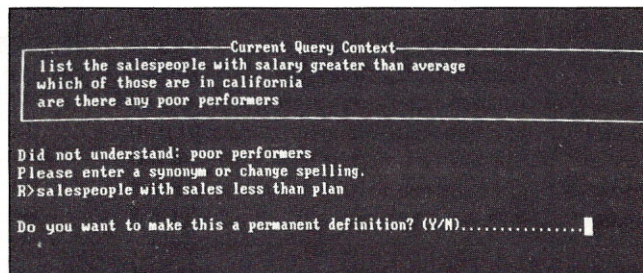 Current Query Context
list the salespeople with salary greater than average
which of those are in california
are there any poor performers
Did not understand: poor performers
Please enter a synonym or change spelling.
R>salespeople with sales less than plan
Do you want to make this a permanent definition? (Y/N)................